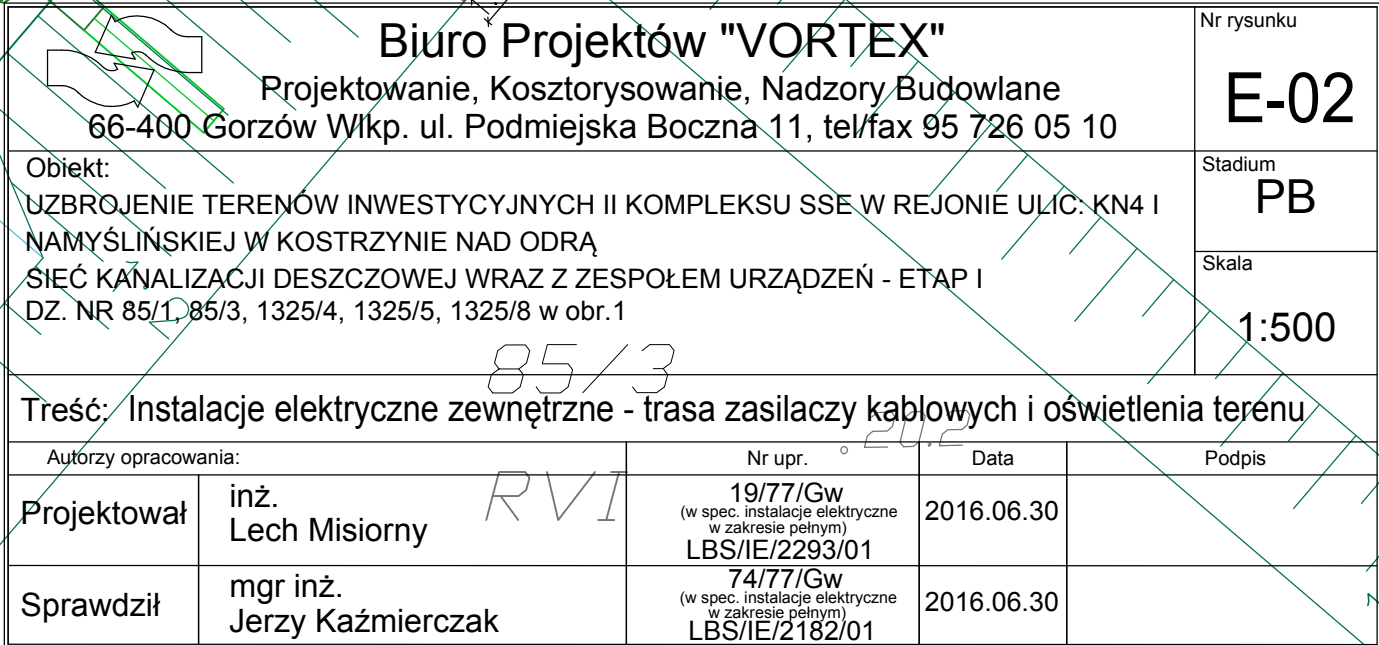 Biuro Projektów "VORTEX"
Projektowanie, Kosztorysowanie, Nadzory Budowlane
66-400 Gorzów Wlkp. ul. Podmiejska Boczna 11, tel/fax 95 726 05 10
Nr rysunku
E-02
Obiekt:
UZBROJENIE TERENÓW INWESTYCYJNYCH II KOMPLEKSU SSE W REJONIE ULIC: KN4 I
NAMYŚLIŃSKIEJ W KOSTRZYNIE NAD ODRĄ
SIEĆ KANALIZACJI DESZCZOWEJ WRAZ Z ZESPOŁEM URZĄDZEŃ - ETAP I
DZ. NR 85/1, 85/3, 1325/4, 1325/5, 1325/8 w obr.1
Stadium
PB
Skala
1:500
85/3
Treść: Instalacje elektryczne zewnętrzne - trasa zasilaczy kablowych i oświetlenia terenu
20.2
Autorzy opracowania:
Nr upr.
Data
Podpis
RVI
Projektował
inż.
Lech Misiorny
19/77/Gw
(w spec. instalacje elektryczne
w zakresie pełnym)
LBS/IE/2293/01
2016.06.30
Sprawdził
mgr inż.
Jerzy Kaźmierczak
74/77/Gw
(w spec. instalacje elektryczne
w zakresie pełnym)
LBS/IE/2182/01
2016.06.30